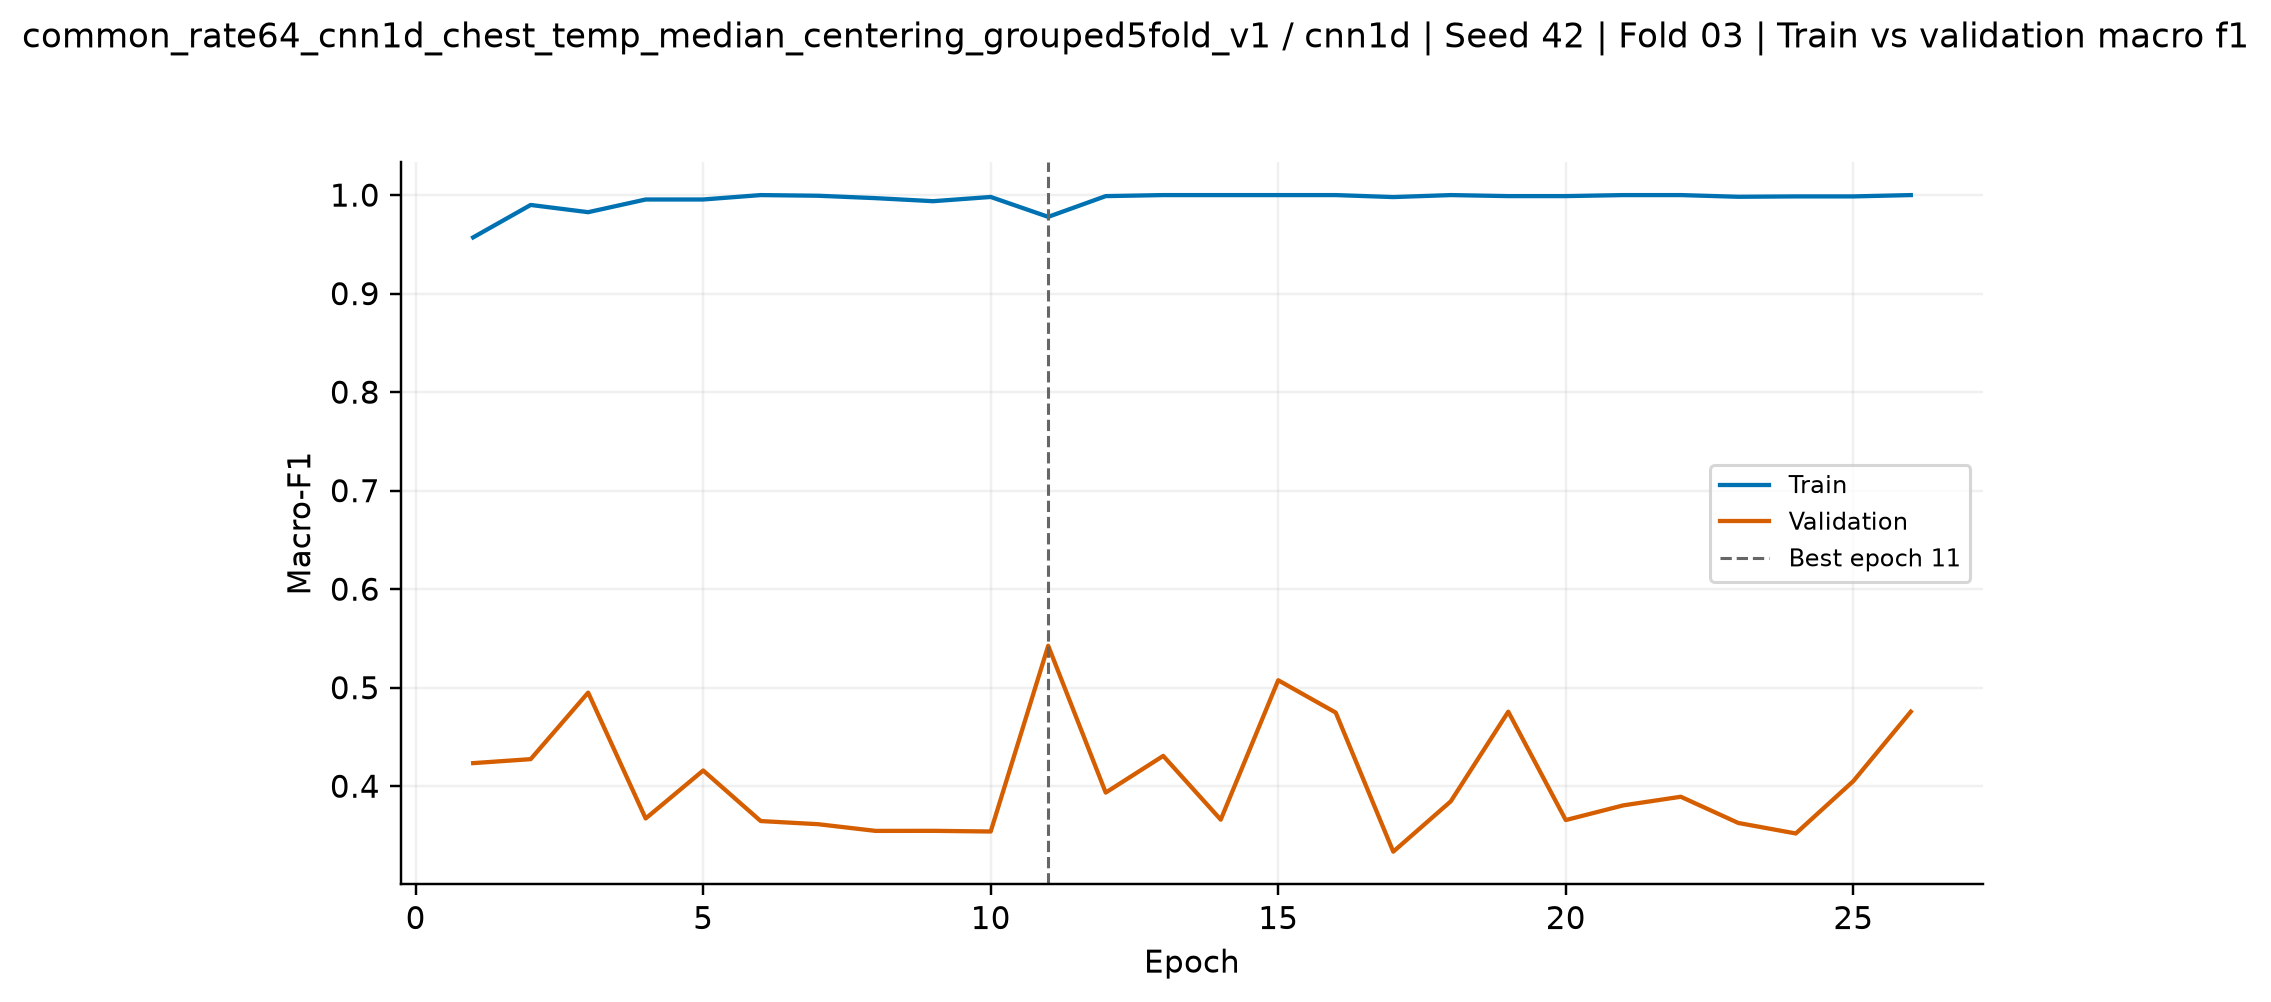 common_rate64_cnn1d_chest_temp_median_centering_grouped5fold_v1 / cnn1d | Seed 42 | Fold 03 | Train vs validation macro f1
1.0
0.9
0.8
0.7
0.6
0.5
0.4
Macro-F1
Train
Validation
Best epoch 11
0 5 10 15 20 25
Epoch